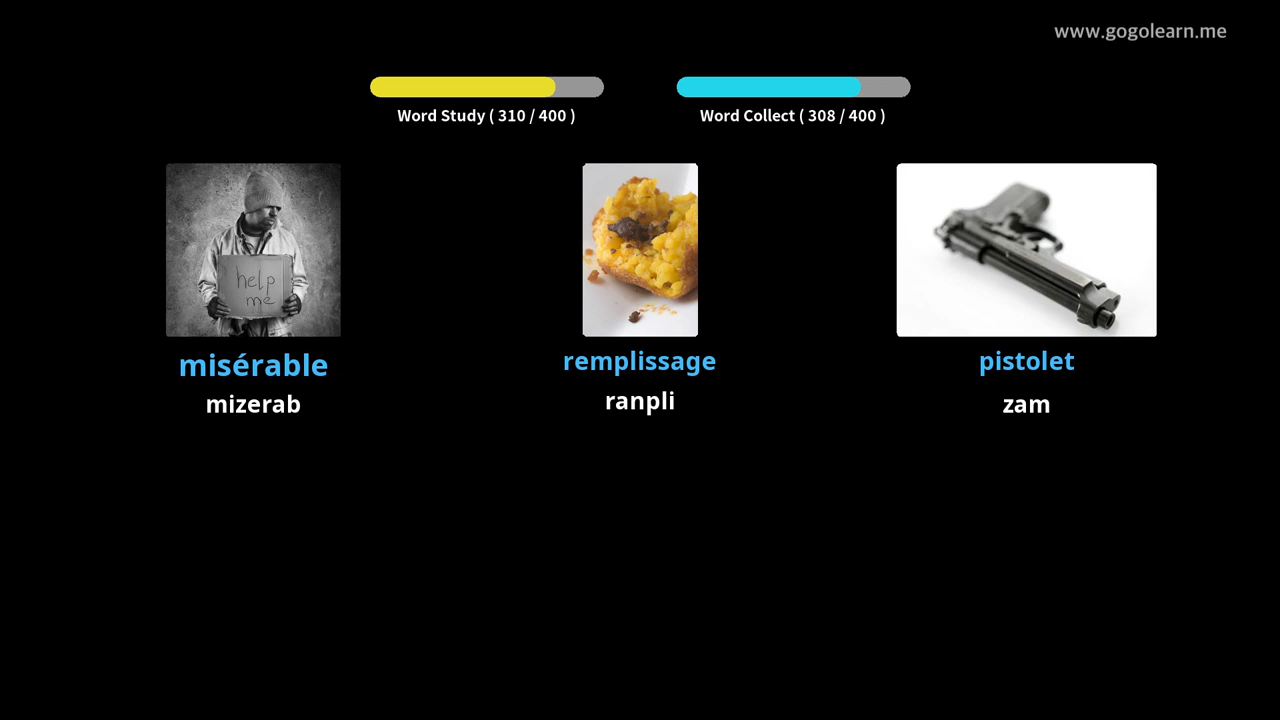 www.gogolearn.me
Word Study ( 310 / 400 )
Word Collect ( 308 / 400 )
help
me
misérable
mizerab
remplissage
ranpli
pistolet
zam